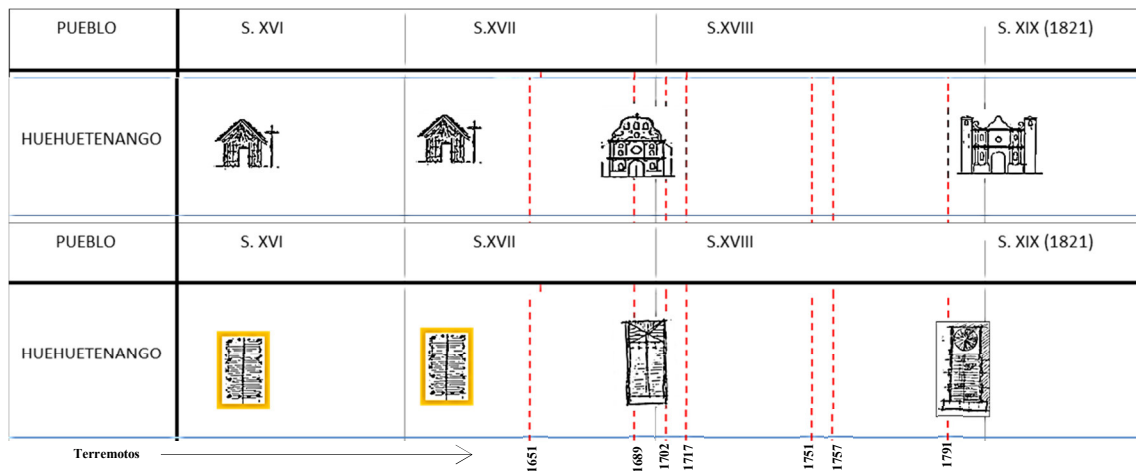 PUEBLO S. XVI S.XVII S.XVIII S. XIX (1821)
HUEHUETENANGO
PUEBLO S. XVI S.XVII S.XVIII S. XIX (1821)
HUEHUETENANGO
Terremotos 1651 1689 1702 1717 1751 1757 1791